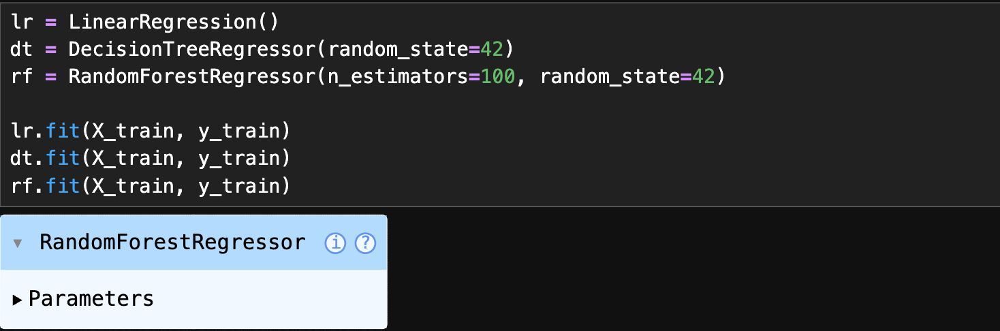 lr = LinearRegression()
dt = DecisionTreeRegressor(random_state=42)
rf = RandomForestRegressor(n_estimators=100, random_state=42)
lr.fit(X_train, y_train)
dt.fit(X_train, y_train)
rf.fit(X_train, y_train)
▾ RandomForestRegressor i ?
▸ Parameters